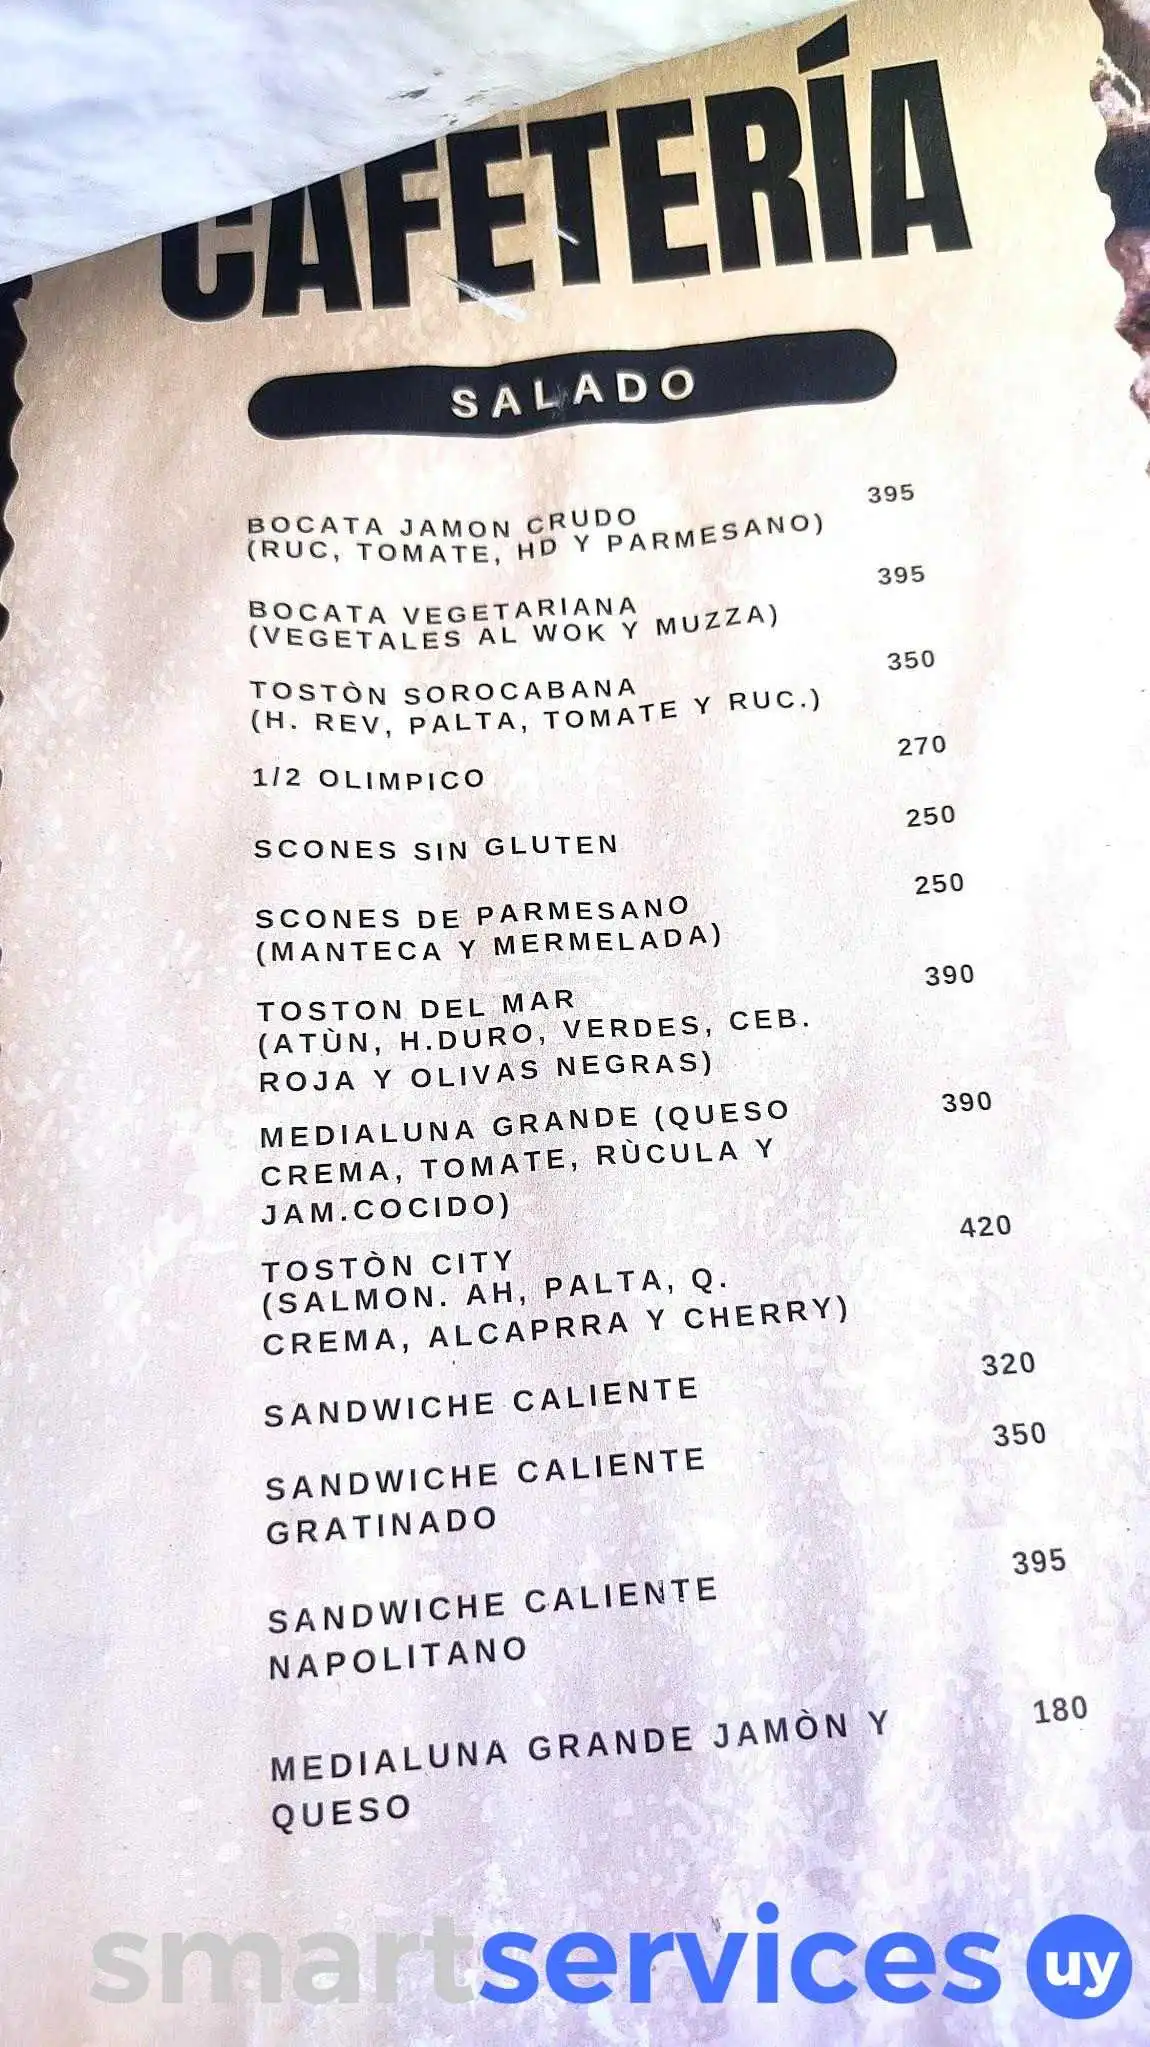 CAFETERÍA
SALADO
BOCATA JAMON CRUDO 395
(RUC, TOMATE, HD Y PARMESANO)
BOCATA VEGETARIANA 395
(VEGETALES AL WOK Y MUZZA)
TOSTÒN SOROCABANA 350
(H. REV, PALTA, TOMATE Y RUC.)
1/2 OLIMPICO 270
SCONES SIN GLUTEN 250
SCONES DE PARMESANO 250
(MANTECA Y MERMELADA)
TOSTON DEL MAR 390
(ATÙN, H.DURO, VERDES, CEB.
ROJA Y OLIVAS NEGRAS)
MEDIALUNA GRANDE (QUESO 390
CREMA, TOMATE, RÙCULA Y
JAM.COCIDO)
TOSTÒN CITY 420
(SALMON. AH, PALTA, Q.
CREMA, ALCAPRRA Y CHERRY)
SANDWICHE CALIENTE 320
SANDWICHE CALIENTE 350
GRATINADO
SANDWICHE CALIENTE 395
NAPOLITANO
MEDIALUNA GRANDE JAMÒN Y 180
QUESO
smartservices uy